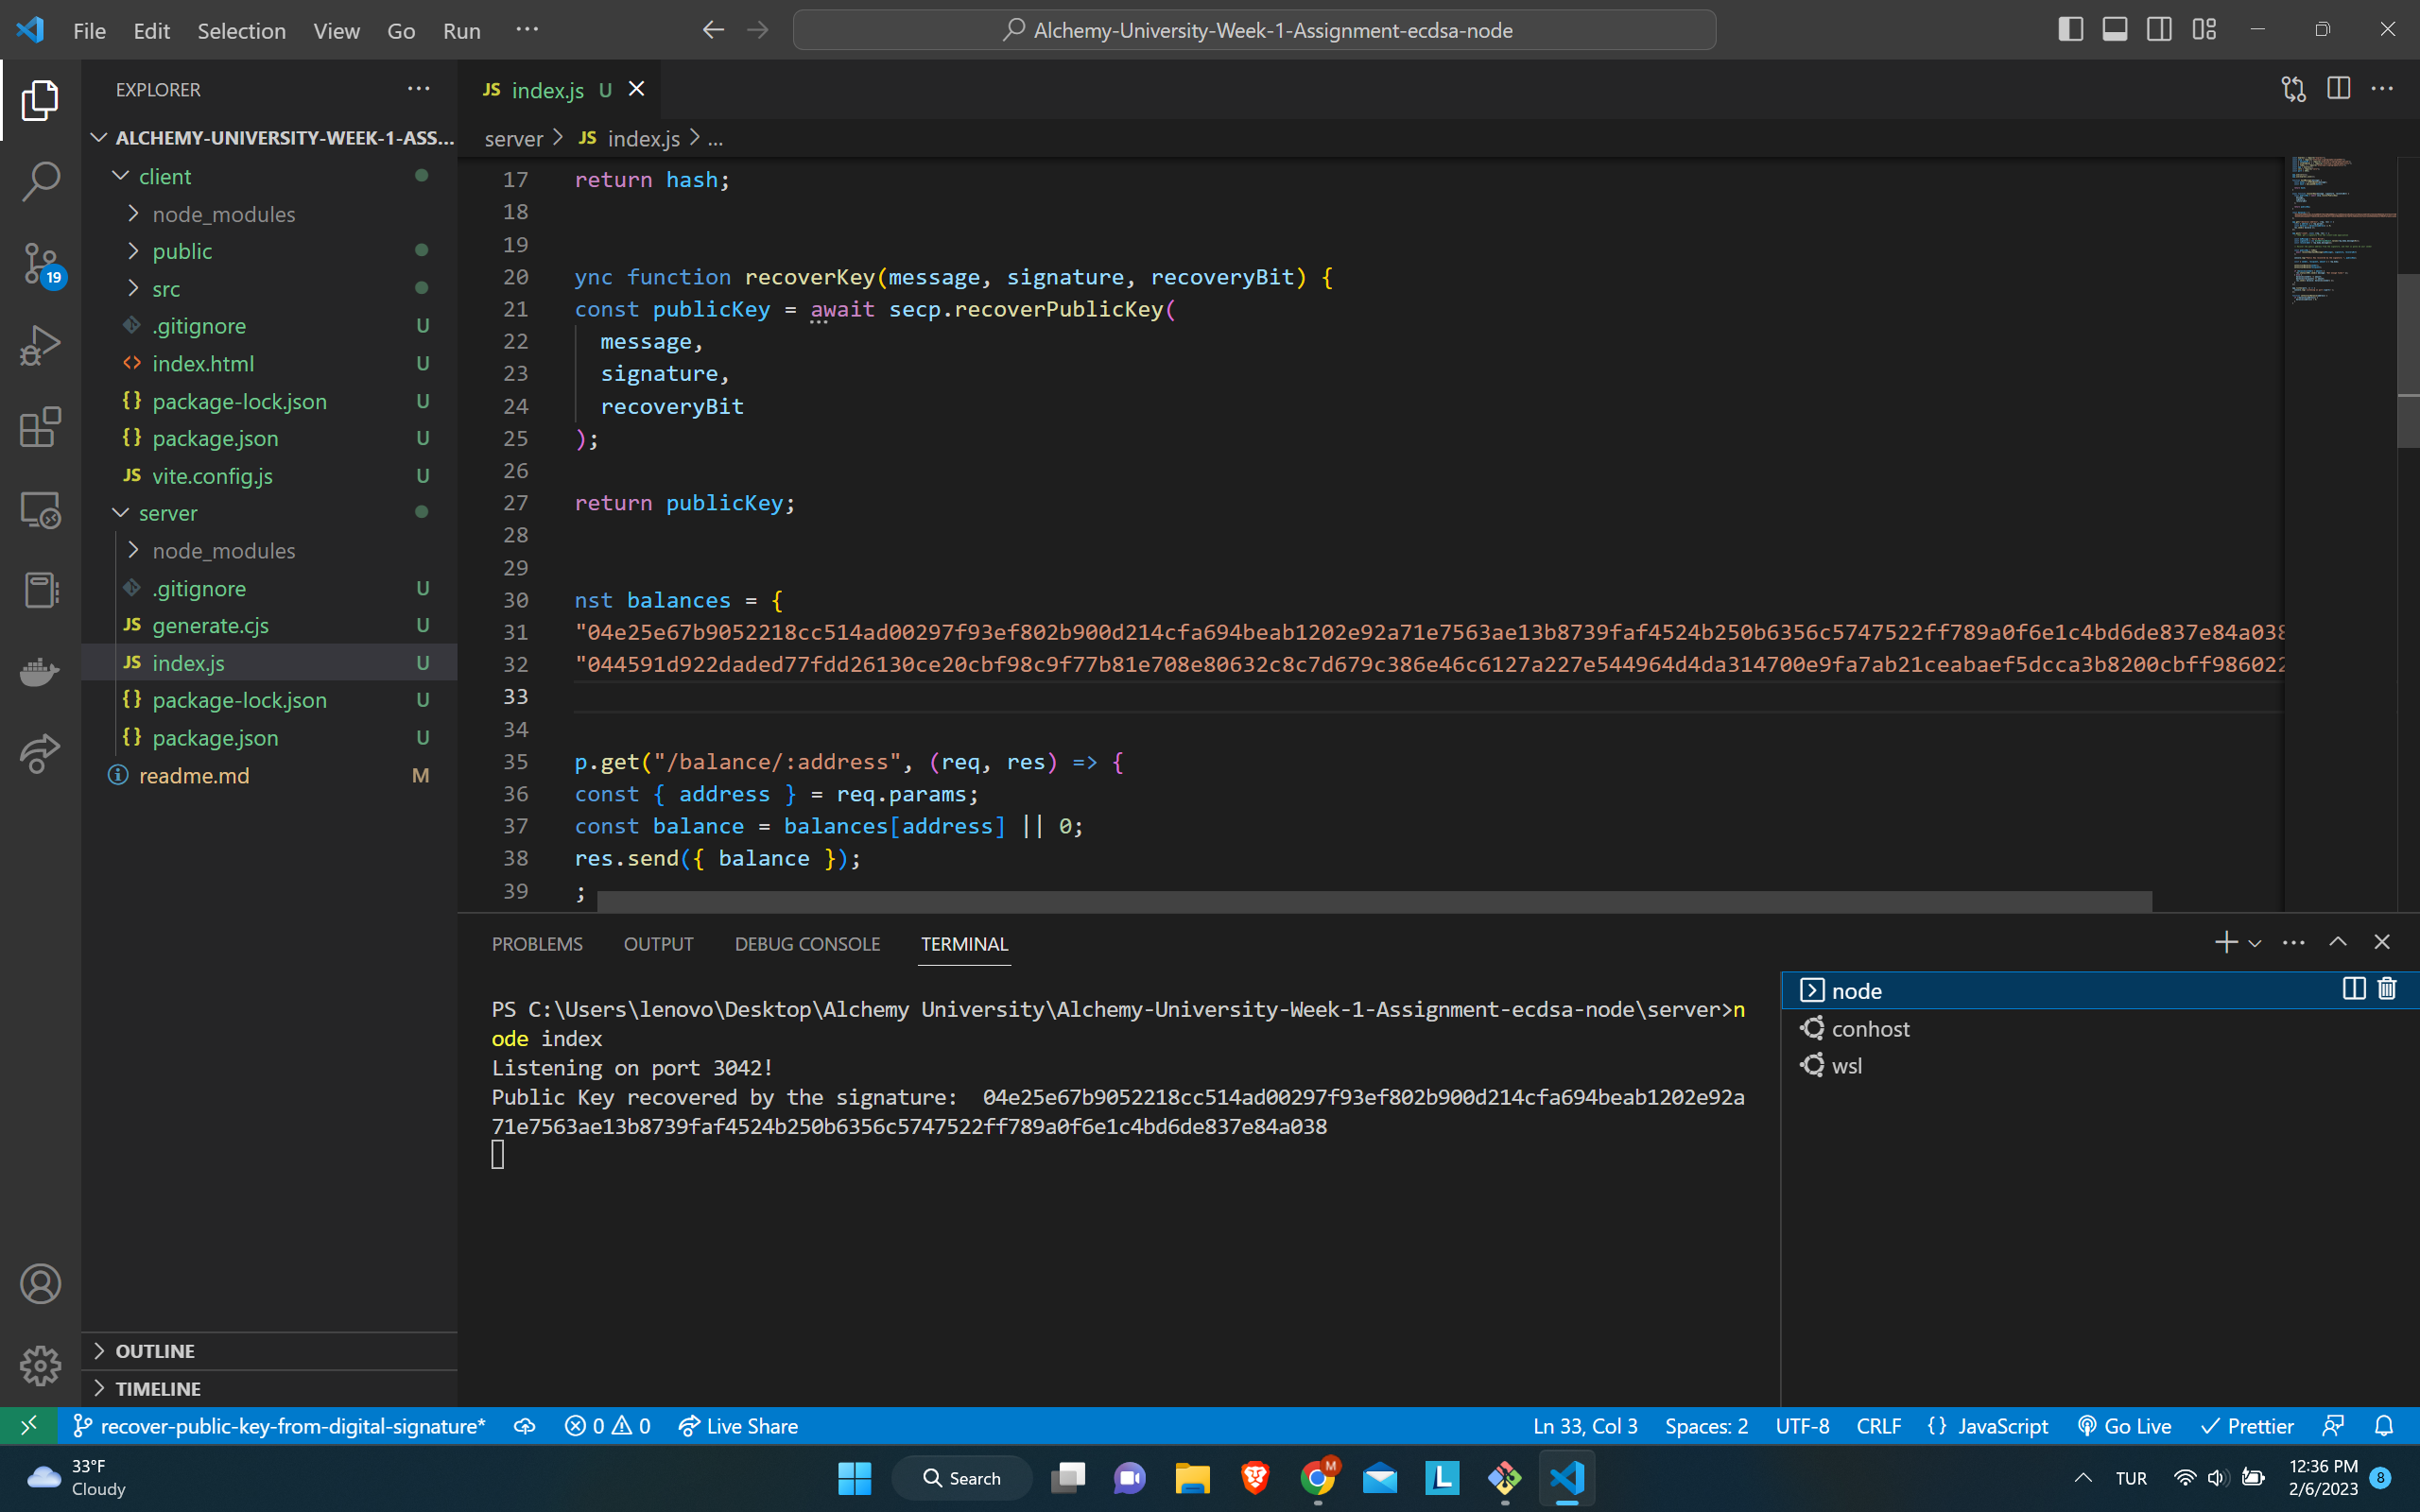 File Edit Selection View Go Run ···
Alchemy-University-Week-1-Assignment-ecdsa-node
EXPLORER
ALCHEMY-UNIVERSITY-WEEK-1-ASS...
client
node_modules
public
src
.gitignore U
<> index.html U
{} package-lock.json U
{} package.json U
JS vite.config.js U
server
node_modules
.gitignore U
JS generate.cjs U
JS index.js U
{} package-lock.json U
{} package.json U
readme.md M
OUTLINE
TIMELINE
19
JS index.js U
server > JS index.js > ...
17 return hash;
18
19
20 ync function recoverKey(message, signature, recoveryBit) {
21 const publicKey = await secp.recoverPublicKey(
22 message,
23 signature,
24 recoveryBit
25 );
26
27 return publicKey;
28
29
30 nst balances = {
31 "04e25e67b9052218cc514ad00297f93ef802b900d214cfa694beab1202e92a71e7563ae13b8739faf4524b250b6356c5747522ff789a0f6e1c4bd6de837e84a038
32 "044591d922daded77fdd26130ce20cbf98c9f77b81e708e80632c8c7d679c386e46c6127a227e544964d4da314700e9fa7ab21ceabaef5dcca3b8200cbff986022
33
34
35 p.get("/balance/:address", (req, res) => {
36 const { address } = req.params;
37 const balance = balances[address] || 0;
38 res.send({ balance });
39 ;
PROBLEMS OUTPUT DEBUG CONSOLE TERMINAL
PS C:\Users\lenovo\Desktop\Alchemy University\Alchemy-University-Week-1-Assignment-ecdsa-node\server>n
ode index
Listening on port 3042!
Public Key recovered by the signature:  04e25e67b9052218cc514ad00297f93ef802b900d214cfa694beab1202e92a
71e7563ae13b8739faf4524b250b6356c5747522ff789a0f6e1c4bd6de837e84a038
node
conhost
wsl
recover-public-key-from-digital-signature* 0 0 Live Share
Ln 33, Col 3 Spaces: 2 UTF-8 CRLF {} JavaScript Go Live Prettier
33°F
Cloudy
Search
M
L
TUR
12:36 PM
2/6/2023
8